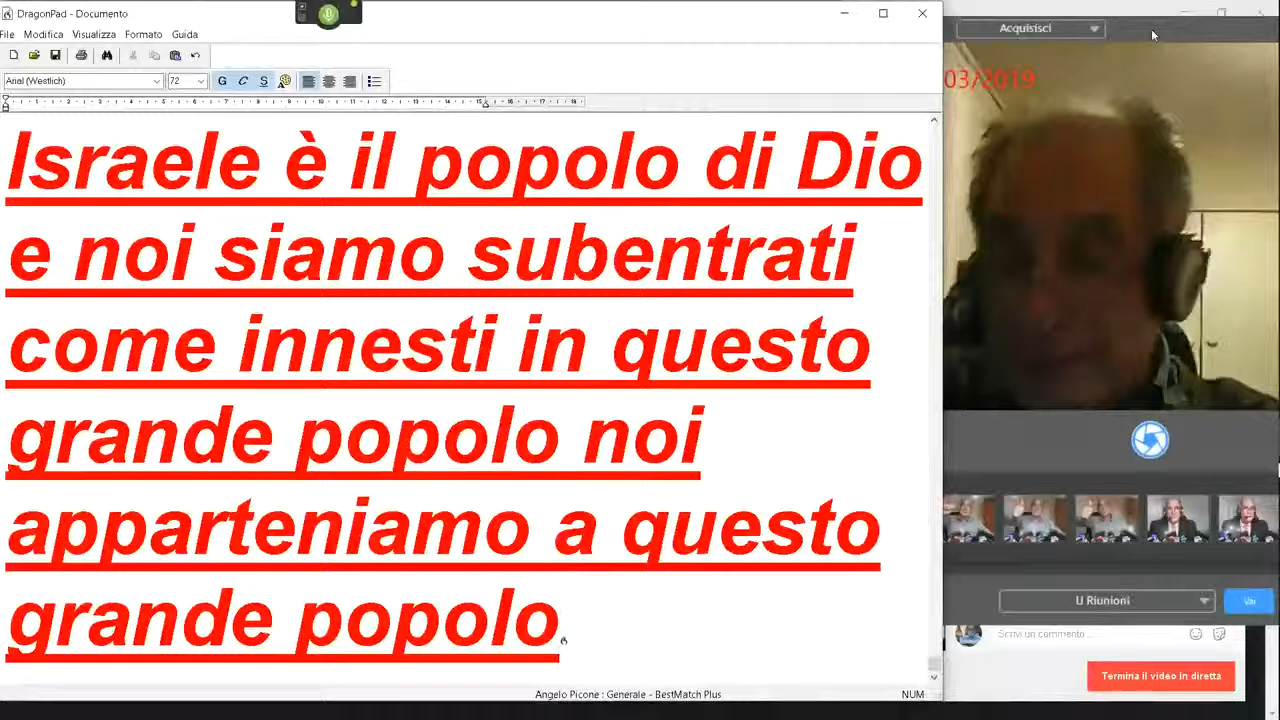 DragonPad - Documento
File Modifica Visualizza Formato Guida
Arial (Westlich) 72 G C S
Israele è il popolo di Dio
e noi siamo subentrati
come innesti in questo
grande popolo noi
apparteniamo a questo
grande popolo
Angelo Picone : Generale - BestMatch Plus NUM
Acquisisci
03/2019
U Riunioni Vai
Scrivi un commento...
Termina il video in diretta